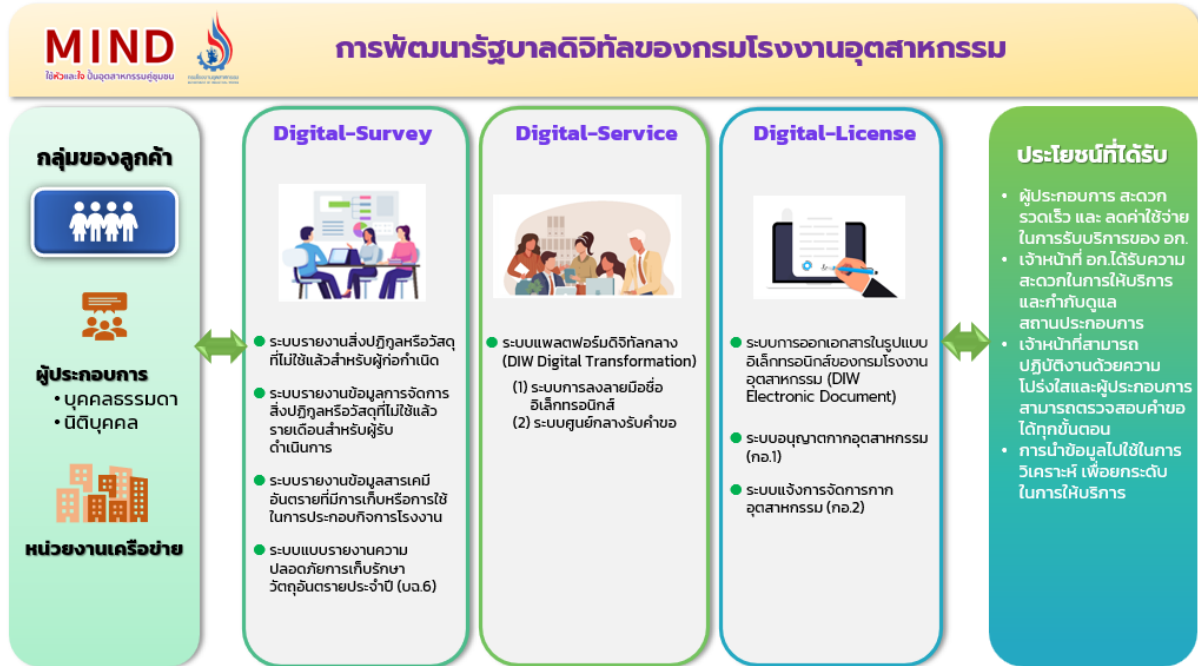 MIND
ใช้หัวและใจ ปั้นอุตสาหกรรมคู่ชุมชน
การพัฒนารัฐบาลดิจิทัลของกรมโรงงานอุตสาหกรรม
กลุ่มของลูกค้า
ผู้ประกอบการ
• บุคคลธรรมดา
• นิติบุคคล
หน่วยงานเครือข่าย
Digital-Survey
ระบบรายงานสิ่งปฏิกูลหรือวัสดุ
ที่ไม่ใช้แล้วสำหรับผู้ก่อกำเนิด
ระบบรายงานข้อมูลการจัดการ
สิ่งปฏิกูลหรือวัสดุที่ไม่ใช้แล้ว
รายเดือนสำหรับผู้รับ
ดำเนินการ
ระบบรายงานข้อมูลสารเคมี
อันตรายที่มีการเก็บหรือการใช้
ในการประกอบกิจการโรงงาน
ระบบแบบรายงานความ
ปลอดภัยการเก็บรักษา
วัตถุอันตรายประจำปี (บฉ.6)
Digital-Service
ระบบแพลตฟอร์มดิจิทัลกลาง
(DIW Digital Transformation)
(1) ระบบการลงลายมือชื่อ
อิเล็กทรอนิกส์
(2) ระบบศูนย์กลางรับคำขอ
Digital-License
ระบบการออกเอกสารในรูปแบบ
อิเล็กทรอนิกส์ของกรมโรงงาน
อุตสาหกรรม (DIW
Electronic Document)
ระบบอนุญาตกากอุตสาหกรรม
(กอ.1)
ระบบแจ้งการจัดการกาก
อุตสาหกรรม (กอ.2)
ประโยชน์ที่ได้รับ
• ผู้ประกอบการ สะดวก
รวดเร็ว และ ลดค่าใช้จ่าย
ในการรับบริการของ อก.
• เจ้าหน้าที่ อก.ได้รับความ
สะดวกในการให้บริการ
และกำกับดูแล
สถานประกอบการ
• เจ้าหน้าที่สามารถ
ปฏิบัติงานด้วยความ
โปร่งใสและผู้ประกอบการ
สามารถตรวจสอบคำขอ
ได้ทุกขั้นตอน
• การนำข้อมูลไปใช้ในการ
วิเคราะห์ เพื่อยกระดับ
ในการให้บริการ